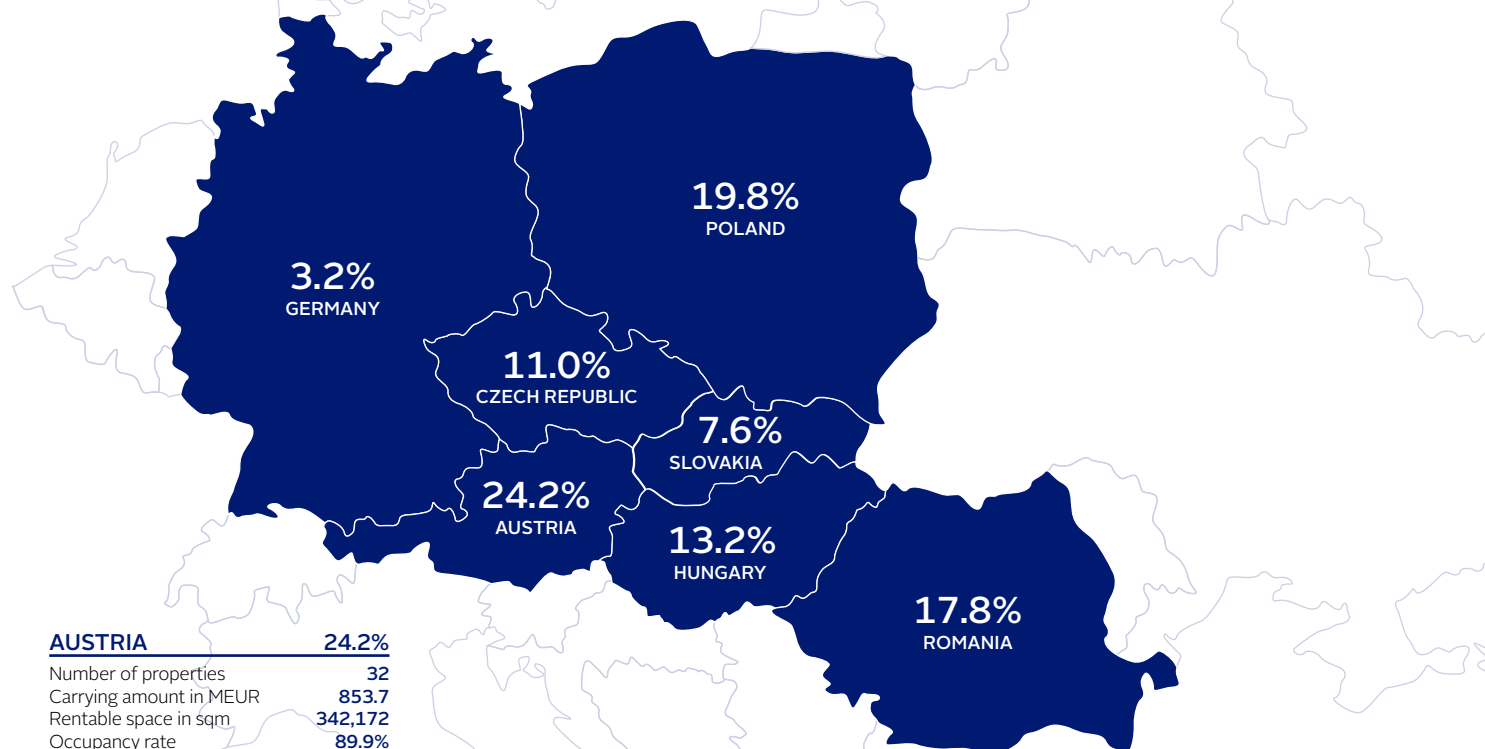 19.8%
POLAND
3.2%
GERMANY
11.0%
CZECH REPUBLIC
7.6%
SLOVAKIA
24.2%
AUSTRIA
13.2%
HUNGARY
17.8%
ROMANIA
AUSTRIA 24.2%
Number of properties 32
Carrying amount in MEUR 853.7
Rentable space in sqm 342,172
Occupancy rate 89.9%